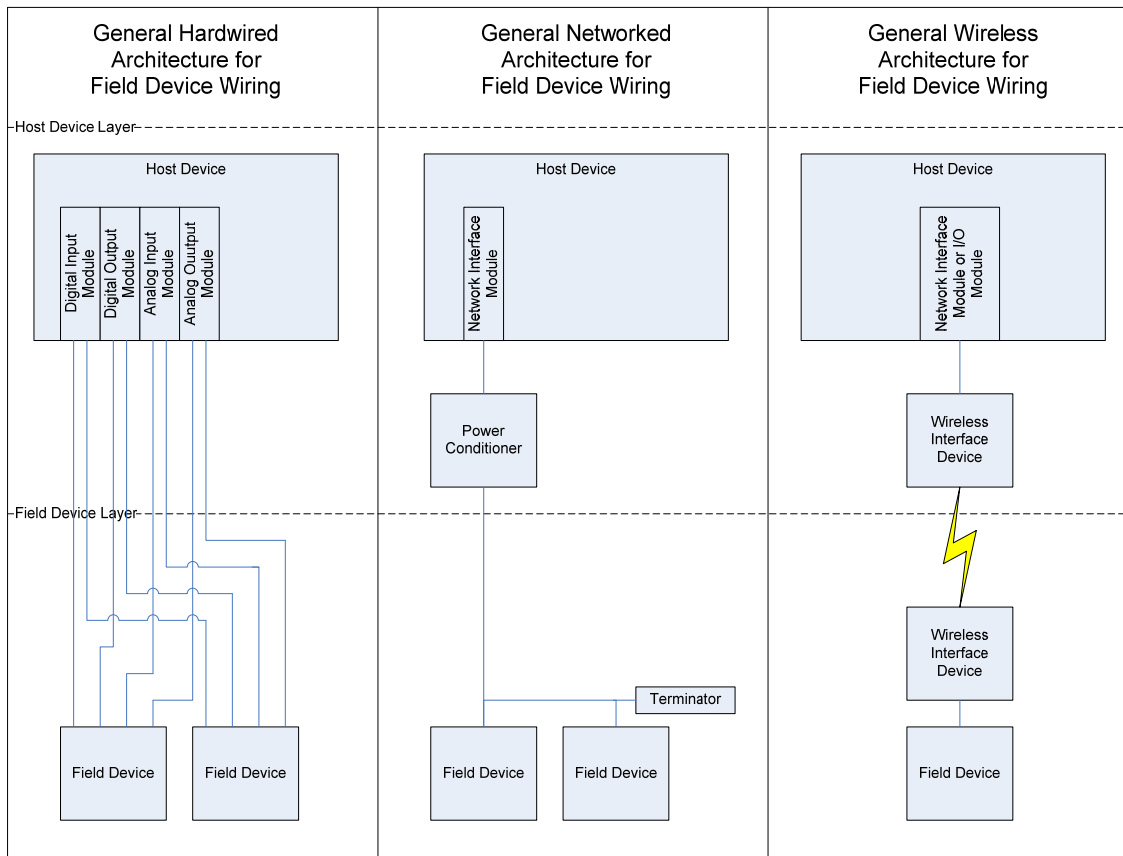 General Hardwired
Architecture for
Field Device Wiring
General Networked
Architecture for
Field Device Wiring
General Wireless
Architecture for
Field Device Wiring
Host Device Layer
Host Device
Digital Input
Module
Digital Output
Module
Analog Input
Module
Analog Ouutput
Module
Host Device
Network Interface
Module
Host Device
Network Interface
Module or I/O
Module
Power
Conditioner
Wireless
Interface
Device
Field Device Layer
Wireless
Interface
Device
Terminator
Field Device
Field Device
Field Device
Field Device
Field Device